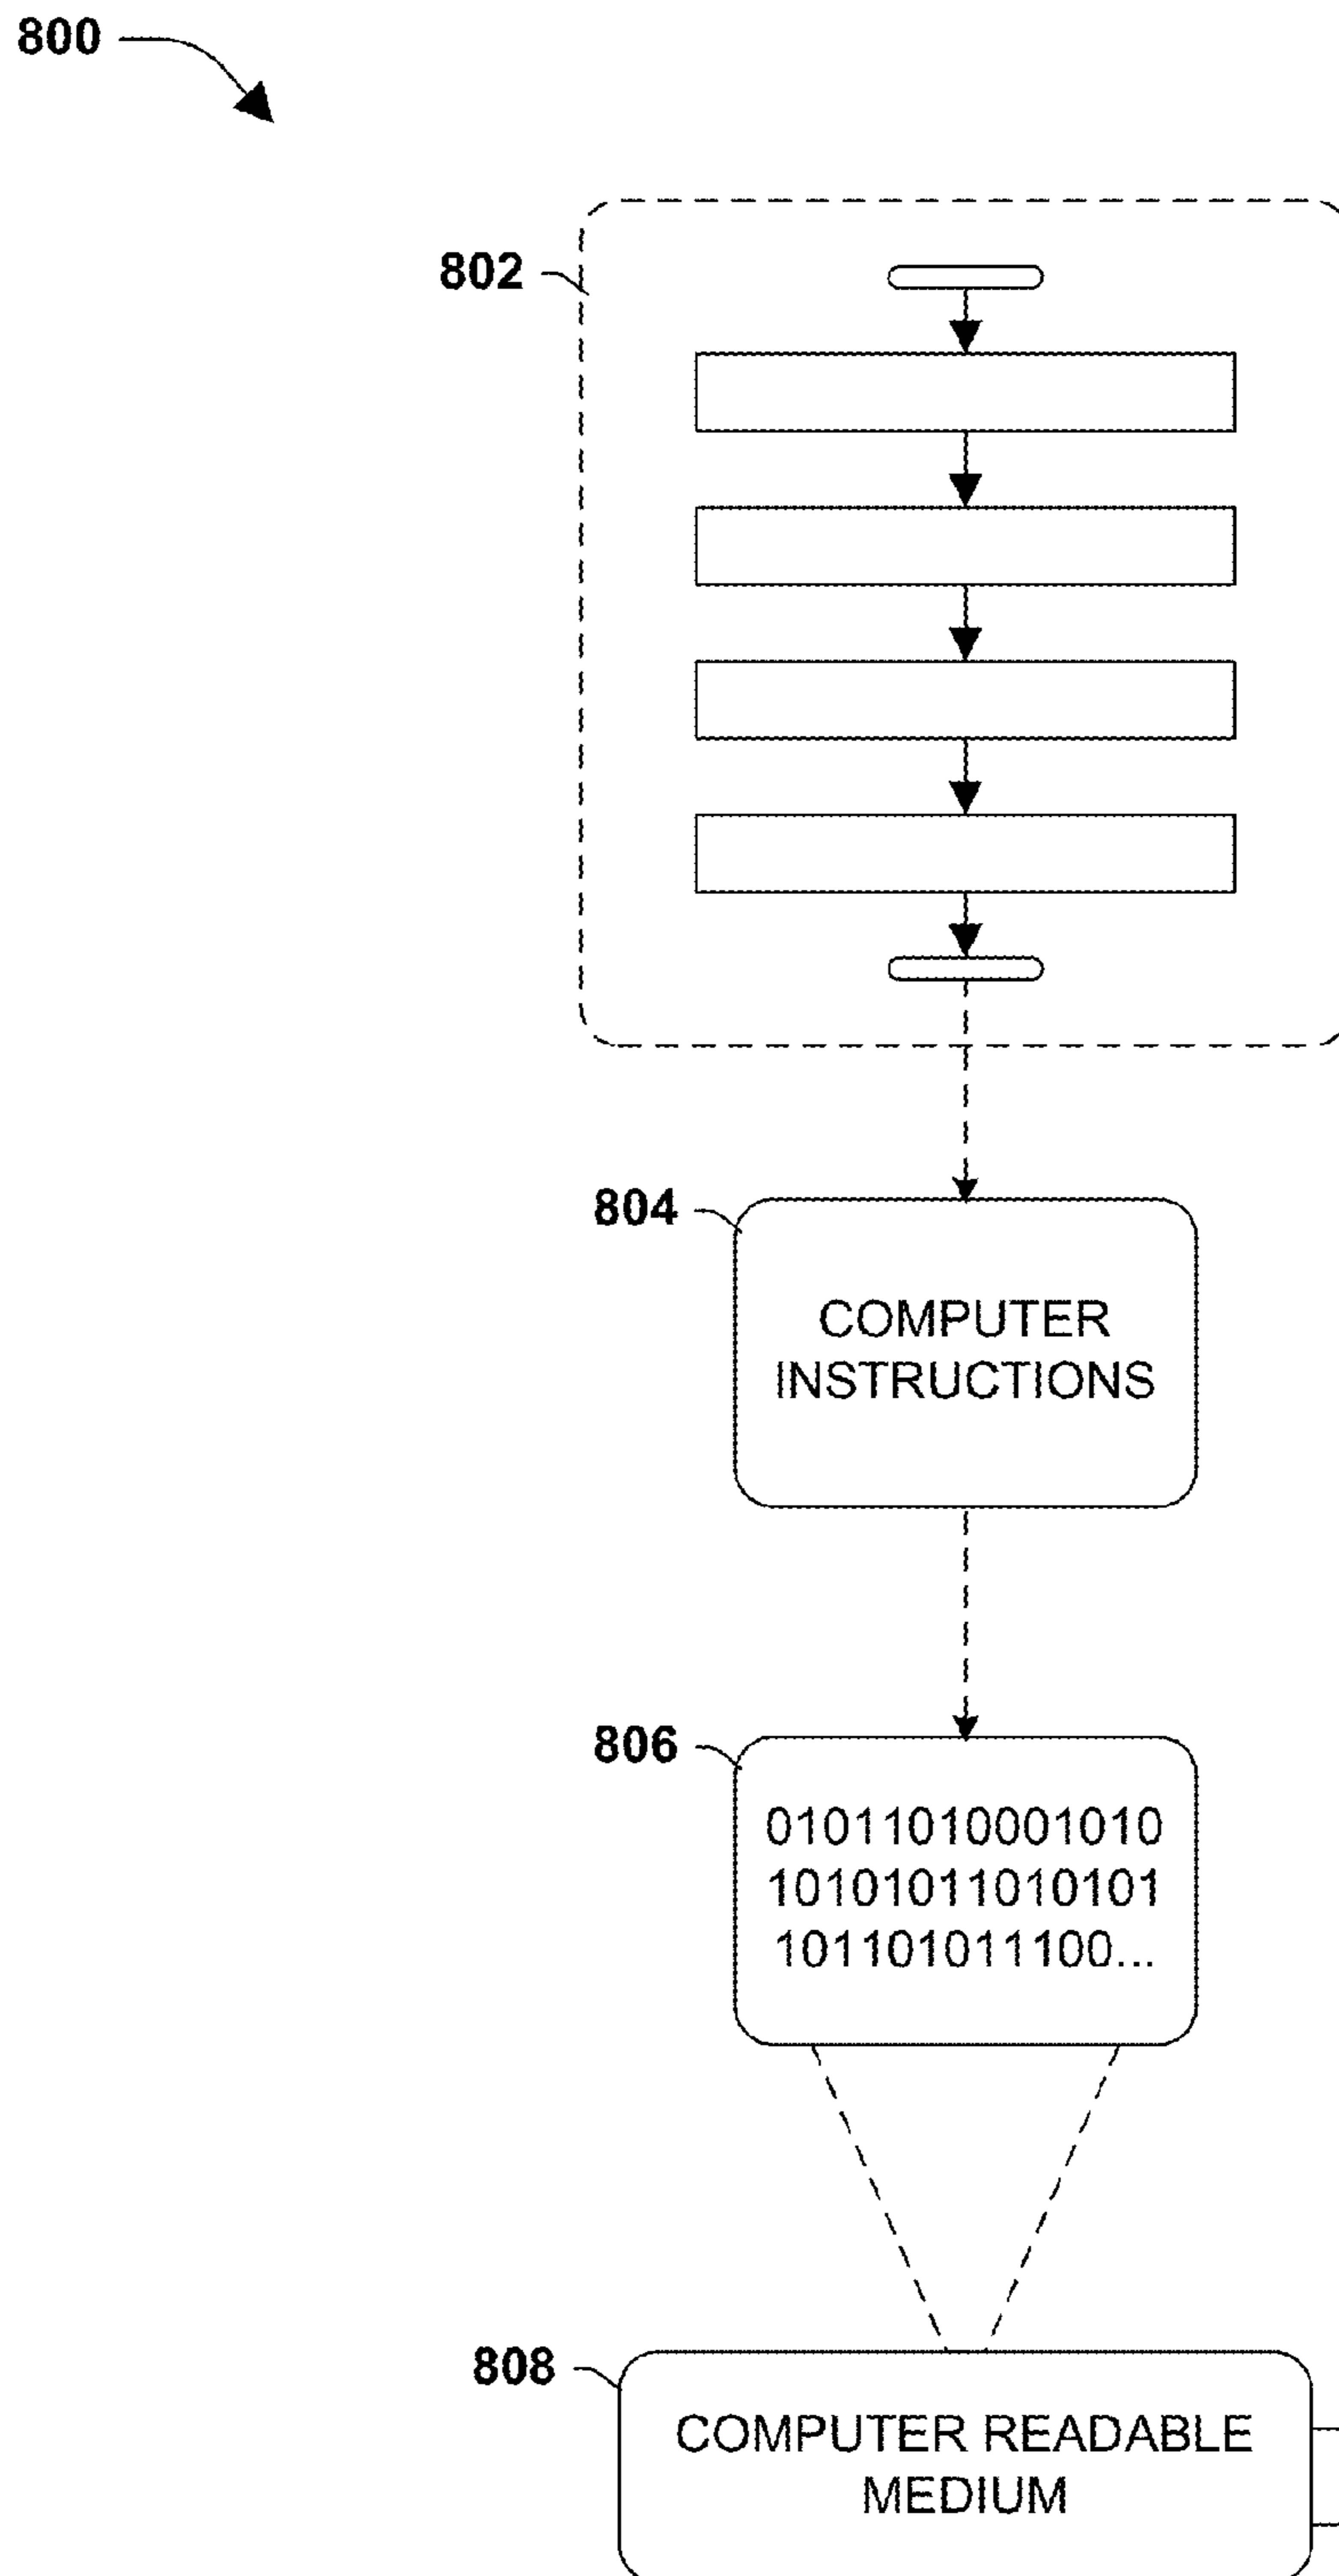 800
802
804
COMPUTER
INSTRUCTIONS
806
01011010001010
10101011010101
101101011100...
808
COMPUTER READABLE
MEDIUM